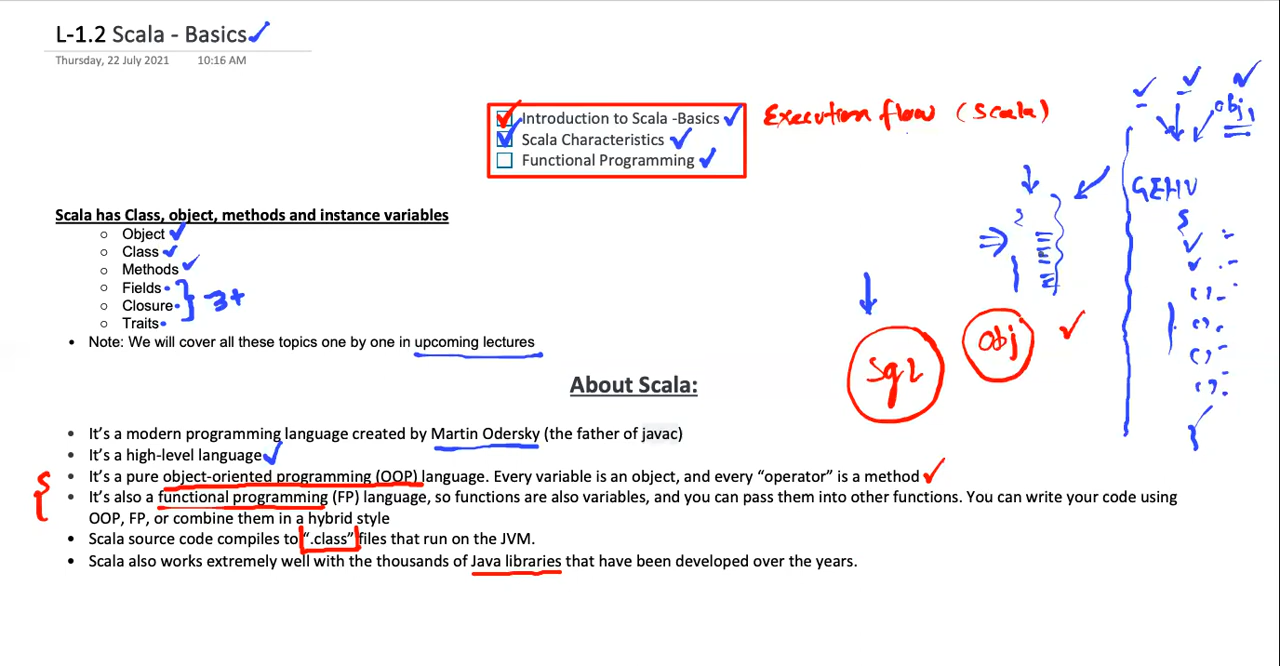 L-1.2 Scala - Basics
Thursday, 22 July 2021 10:16 AM
Introduction to Scala -Basics
Scala Characteristics
Functional Programming
Execution flow (Scala)
obj
Scala has Class, object, methods and instance variables
Object
Class
Methods
Fields
Closure
Traits
3+
Note: We will cover all these topics one by one in upcoming lectures
Sq2
Obj
About Scala:
It's a modern programming language created by Martin Odersky (the father of javac)
It's a high-level language
It's a pure object-oriented programming (OOP) language. Every variable is an object, and every “operator” is a method
It's also a functional programming (FP) language, so functions are also variables, and you can pass them into other functions. You can write your code using
OOP, FP, or combine them in a hybrid style
Scala source code compiles to “.class” files that run on the JVM.
Scala also works extremely well with the thousands of Java libraries that have been developed over the years.